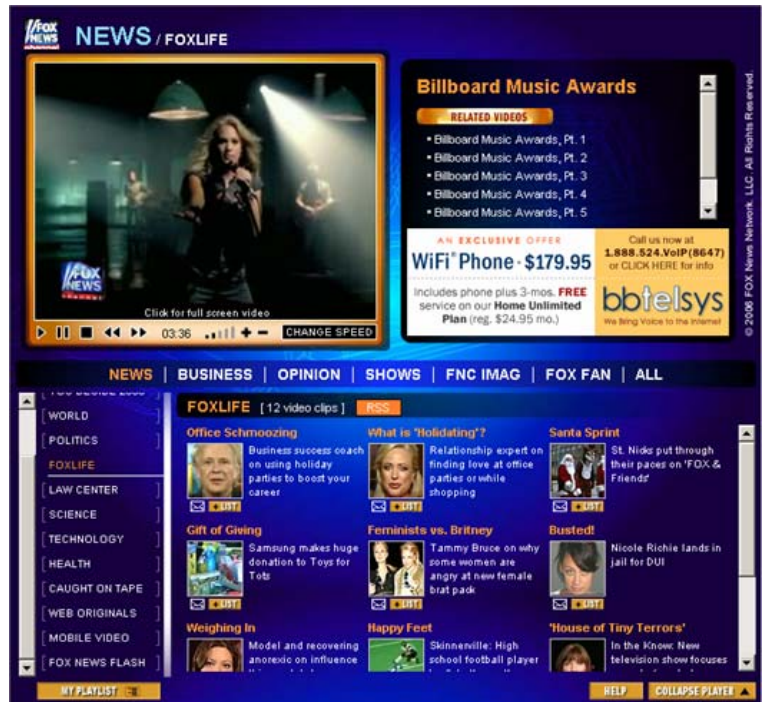 FOX
NEWS
channel
NEWS / FOXLIFE
FOX
NEWS
channel
Click for full screen video
03:36
CHANGE SPEED
Billboard Music Awards
RELATED VIDEOS
Billboard Music Awards, Pt. 1
Billboard Music Awards, Pt. 2
Billboard Music Awards, Pt. 3
Billboard Music Awards, Pt. 4
Billboard Music Awards, Pt. 5
AN EXCLUSIVE OFFER
WiFi® Phone · $179.95
Includes phone plus 3-mos. FREE
service on our Home Unlimited
Plan (reg. $24.95 mo.)
Call us now at
1.888.524.VoIP(8647)
or CLICK HERE for info
bbtelsys
We Bring Voice to the Internet
© 2006 FOX News Network, LLC. All Rights Reserved.
NEWS | BUSINESS | OPINION | SHOWS | FNC IMAG | FOX FAN | ALL
WORLD
POLITICS
FOXLIFE
LAW CENTER
SCIENCE
TECHNOLOGY
HEALTH
CAUGHT ON TAPE
WEB ORIGINALS
MOBILE VIDEO
FOX NEWS FLASH
FOXLIFE [ 12 video clips ] RSS
Office Schmoozing
Business success coach
on using holiday
parties to boost your
career
+ LIST
What is 'Holidating'?
Relationship expert on
finding love at office
parties or while
shopping
+ LIST
Santa Sprint
St. Nicks put through
their paces on 'FOX &
Friends'
+ LIST
Gift of Giving
Samsung makes huge
donation to Toys for
Tots
+ LIST
Feminists vs. Britney
Tammy Bruce on why
some women are
angry at new female
brat pack
+ LIST
Busted!
Nicole Richie lands in
jail for DUI
+ LIST
Weighing In
Model and recovering
anorexic on influence
Happy Feet
Skinnerville: High
school football player
'House of Tiny Terrors'
In the Know: New
television show focuses
MY PLAYLIST
HELP
COLLAPSE PLAYER